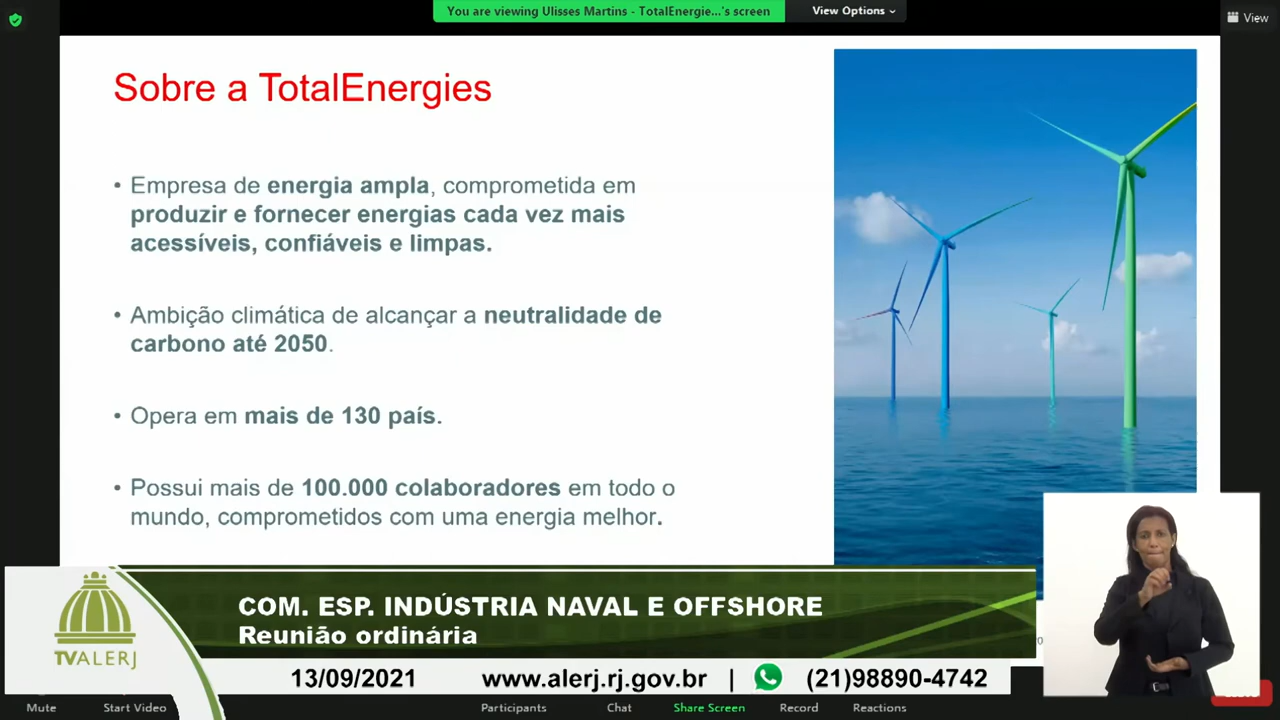 You are viewing Ulisses Martins - TotalEnergie...'s screen
View Options
View
Sobre a TotalEnergies
• Empresa de energia ampla, comprometida em
produzir e fornecer energias cada vez mais
acessíveis, confiáveis e limpas.
• Ambição climática de alcançar a neutralidade de
carbono até 2050.
• Opera em mais de 130 país.
• Possui mais de 100.000 colaboradores em todo o
mundo, comprometidos com uma energia melhor.
COM. ESP. INDÚSTRIA NAVAL E OFFSHORE
Reunião ordinária
TVALERJ
13/09/2021 www.alerj.rj.gov.br | (21)98890-4742
Mute Start Video Participants Chat Share Screen Record Reactions